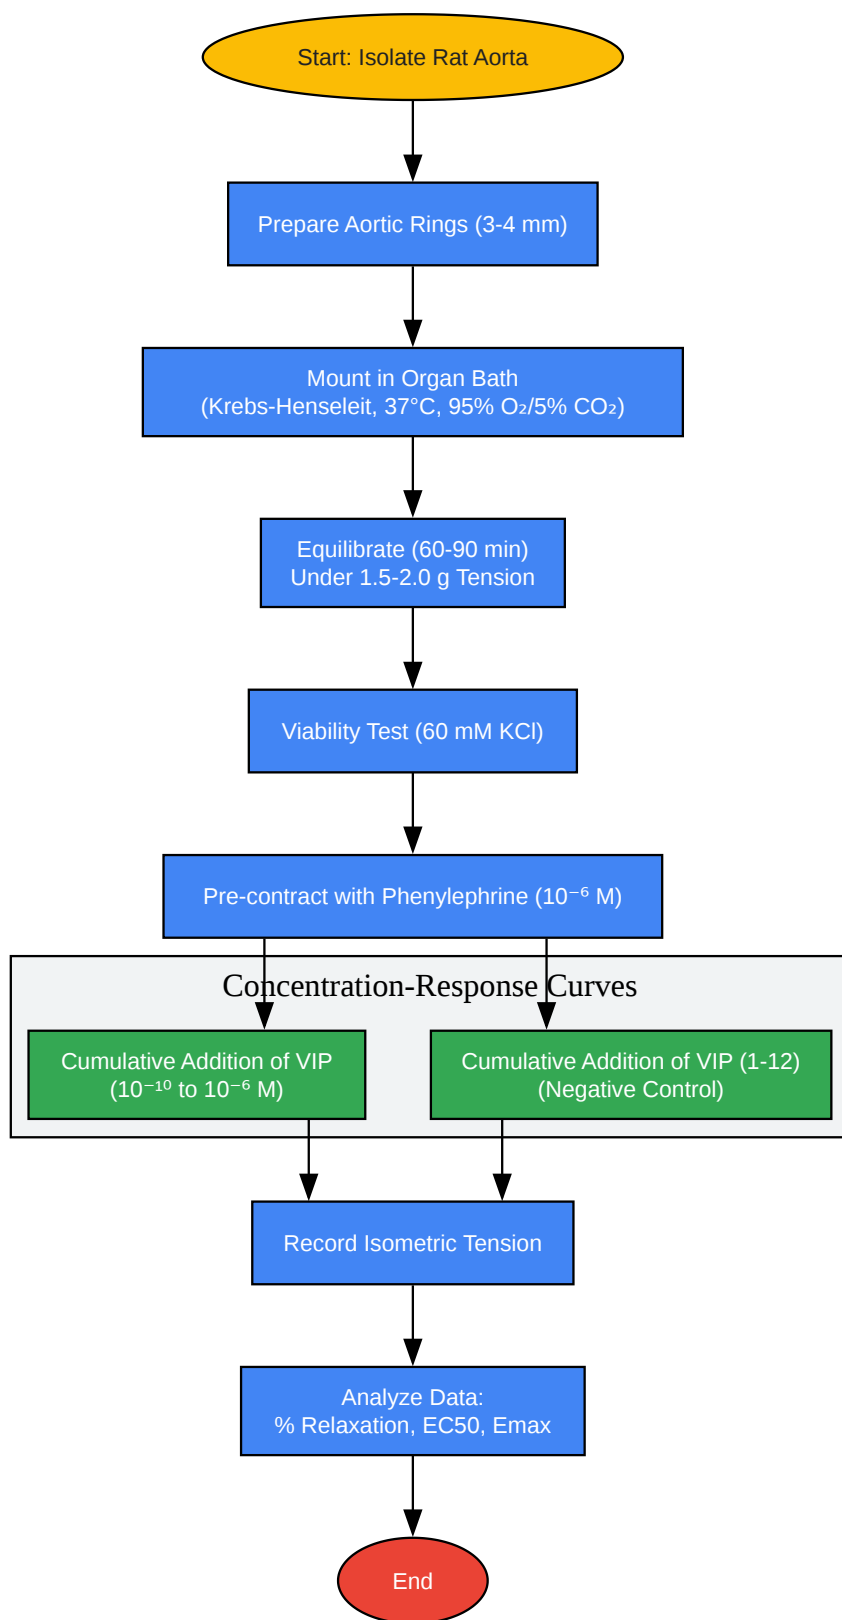 Start: Isolate Rat Aorta
Prepare Aortic Rings (3-4 mm)
Mount in Organ Bath
(Krebs-Henseleit, 37°C, 95% O₂/5% CO₂)
Equilibrate (60-90 min)
Under 1.5-2.0 g Tension
Viability Test (60 mM KCl)
Pre-contract with Phenylephrine (10⁻⁶ M)
Concentration-Response Curves
Cumulative Addition of VIP
(10⁻¹⁰ to 10⁻⁶ M)
Cumulative Addition of VIP (1-12)
(Negative Control)
Record Isometric Tension
Analyze Data:
% Relaxation, EC50, Emax
End